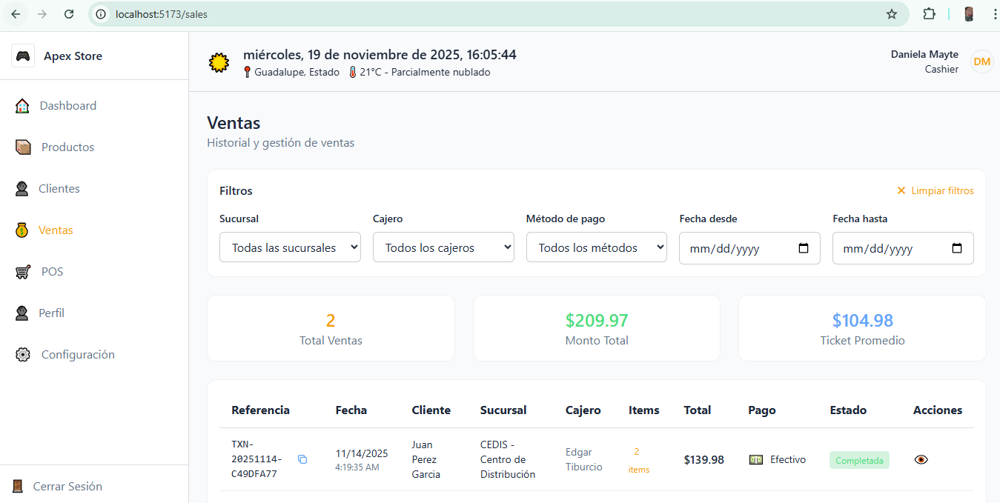 localhost:5173/sales
Apex Store
miércoles, 19 de noviembre de 2025, 16:05:44
Guadalupe, Estado 21°C - Parcialmente nublado
Daniela Mayte
Cashier
DM
Dashboard
Productos
Clientes
Ventas
POS
Perfil
Configuración
Cerrar Sesión
Ventas
Historial y gestión de ventas
Filtros
Limpiar filtros
Sucursal
Cajero
Método de pago
Fecha desde
Fecha hasta
Todas las sucursales
Todos los cajeros
Todos los métodos
mm/dd/yyyy
mm/dd/yyyy
2
Total Ventas
$209.97
Monto Total
$104.98
Ticket Promedio
Referencia Fecha Cliente Sucursal Cajero Items Total Pago Estado Acciones
TXN-
20251114-
C49DFA77
11/14/2025
4:19:35 AM
Juan
Perez
Garcia
CEDIS -
Centro de
Distribución
Edgar
Tiburcio
2
items
$139.98
Efectivo
Completada